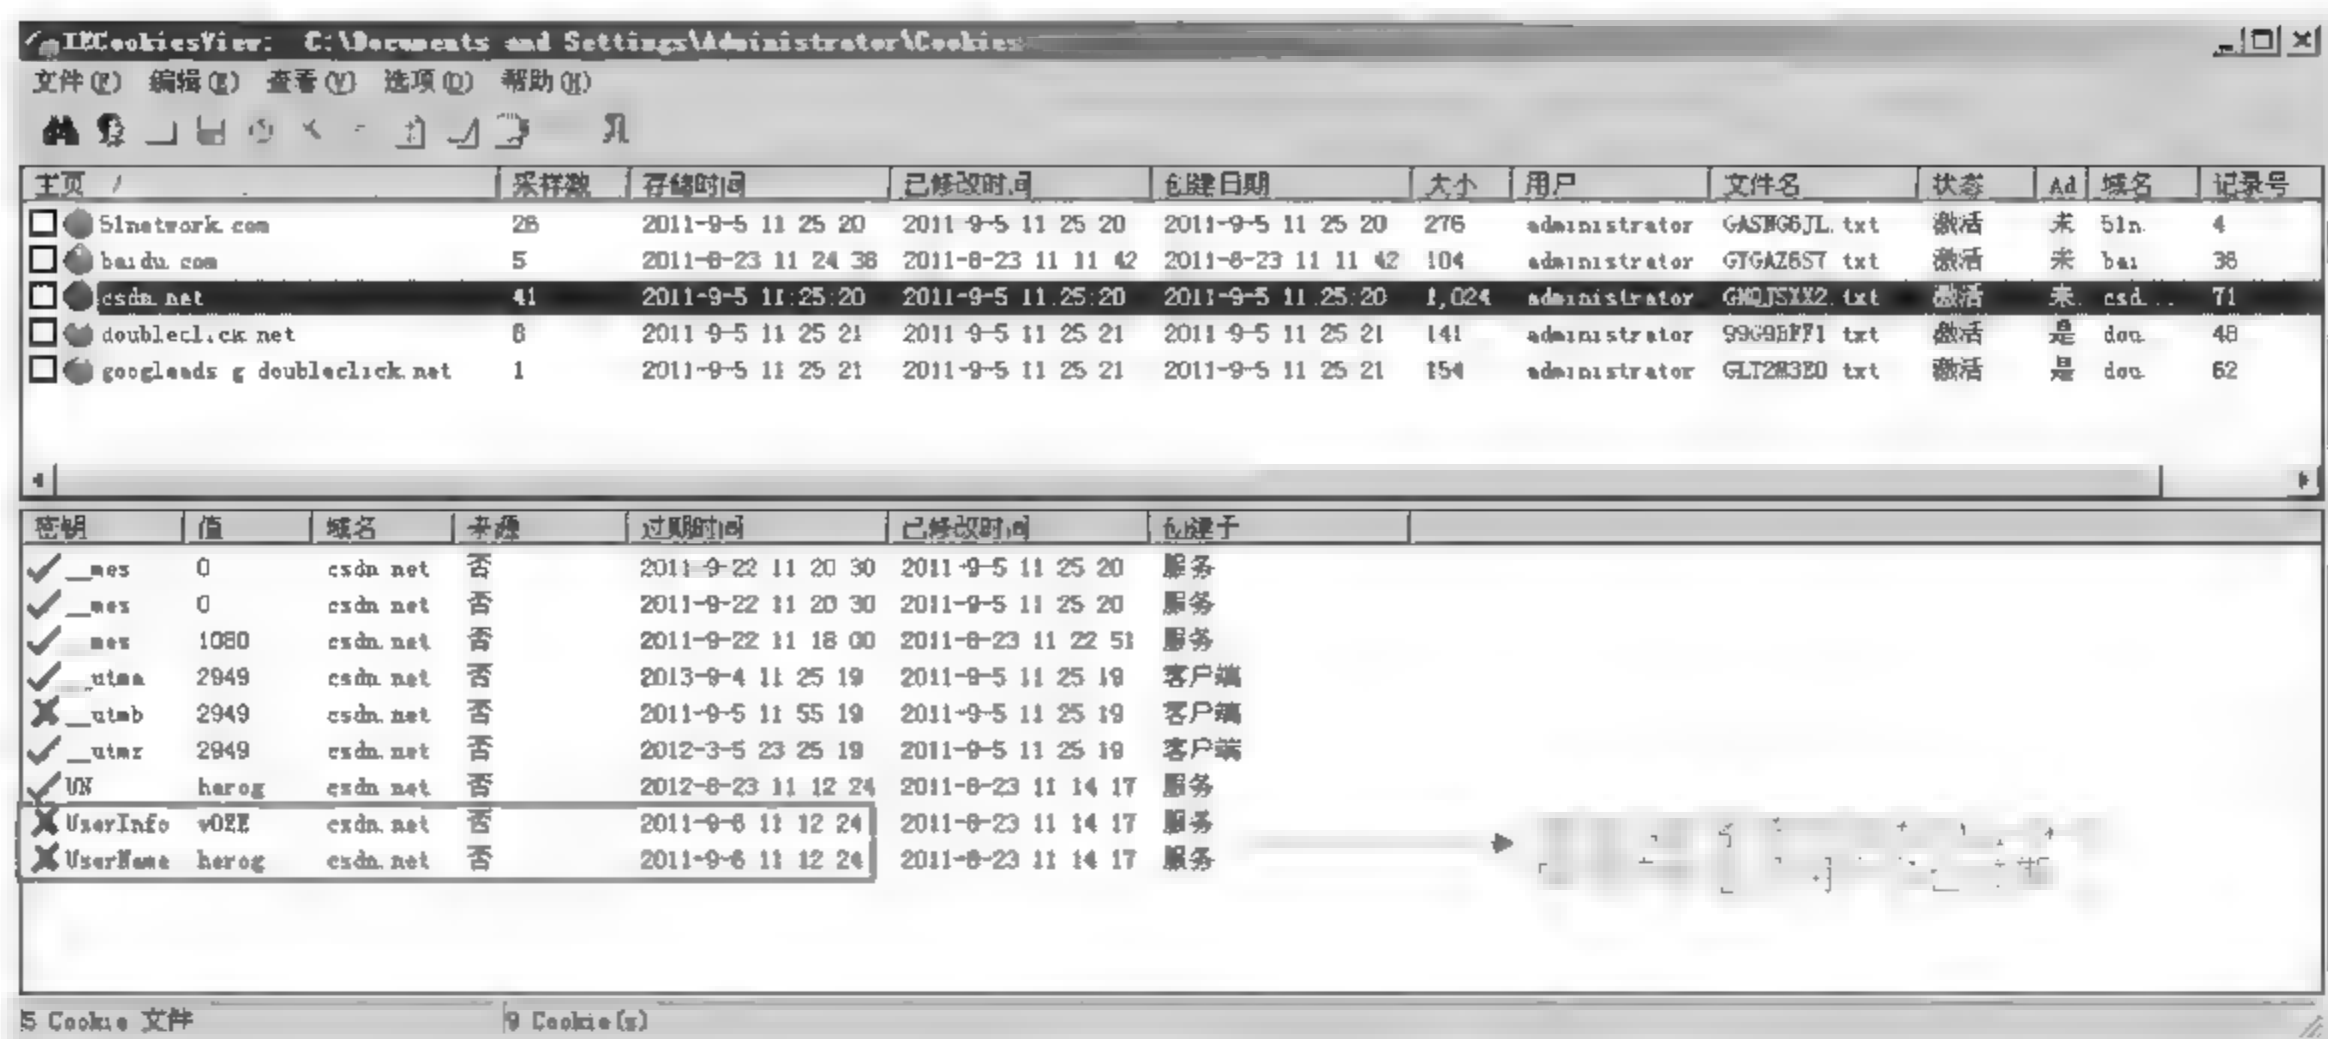 IECookiesView: C:\Documents and Settings\Administrator\Cookies
文件(F) 编辑(E) 查看(V) 选项(O) 帮助(H)
主页 / 采样数 存储时间 已修改时间 创建日期 大小 用户 文件名 状态 Ad 域名 记录号
51network.com 26 2011-9-5 11 25 20 2011-9-5 11 25 20 2011-9-5 11 25 20 276 administrator .txt 激活 未 51n. 4
baidu.com 5 2011-8-23 11 24 38 2011-8-23 11 11 42 2011-8-23 11 11 42 104 administrator .txt 激活 未 bai 38
csdn.net 41 2011-9-5 11:25:20 2011-9-5 11:25:20 2011-9-5 11:25:20 1,024 administrator .txt 激活 未. csd... 71
doubleclick.net 6 2011-9-5 11 25 21 2011-9-5 11 25 21 2011-9-5 11 25 21 141 administrator .txt 激活 是 dou. 48
googleads g doubleclick.net 1 2011-9-5 11 25 21 2011-9-5 11 25 21 2011-9-5 11 25 21 154 administrator .txt 激活 是 dou. 62
密钥 值 域名 来源 过期时间 已修改时间 创建于
__mes 0 csdn.net 否 2011-9-22 11 20 30 2011-9-5 11 25 20 服务
__mes 0 csdn.net 否 2011-9-22 11 20 30 2011-9-5 11 25 20 服务
__mes 1080 csdn.net 否 2011-9-22 11 18 00 2011-8-23 11 22 51 服务
__utma 2949 csdn.net 否 2013-9-4 11 25 19 2011-9-5 11 25 19 客户端
__utmb 2949 csdn.net 否 2011-9-5 11 55 19 2011-9-5 11 25 19 客户端
__utmz 2949 csdn.net 否 2012-3-5 23 25 19 2011-9-5 11 25 19 客户端
UN herog csdn.net 否 2012-8-23 11 12 24 2011-8-23 11 14 17 服务
UserInfo csdn.net 否 2011-9-6 11 12 24 2011-8-23 11 14 17 服务
UserName herog csdn.net 否 2011-9-6 11 12 24 2011-8-23 11 14 17 服务
5 Cookie 文件 9 Cookie(s)